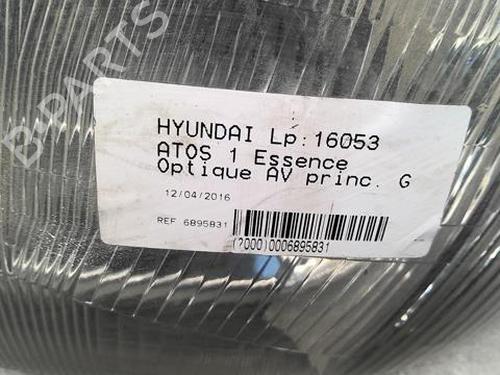 B-PARTS
HYUNDAI Lp:16053
ATOS 1 Essence
Optique AV princ. G
12/04/2016
REF 6895831
(2000)0006895831